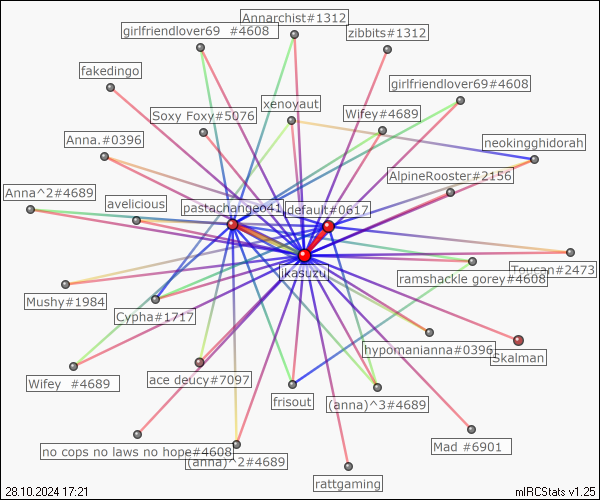 Annarchist#1312
girlfriendlover69 #4608
zibbits#1312
fakedingo
girlfriendlover69#4608
xenoyaut
Soxy Foxy#5076
Wifey#4689
Anna.#0396
neokingghidorah
AlpineRooster#2156
Anna^2#4689
avelicious
pastachangeo41
default#0617
ikasuzu
Toucan#2473
ramshackle gorey#4608
Mushy#1984
Cypha#1717
hypomanianna#0396
Skalman
Wifey #4689
ace deucy#7097
frisout
(anna)^3#4689
no cops no laws no hope#4608
Mad #6901
(anna)^2#4689
rattgaming
28.10.2024 17:21
mIRCStats v1.25